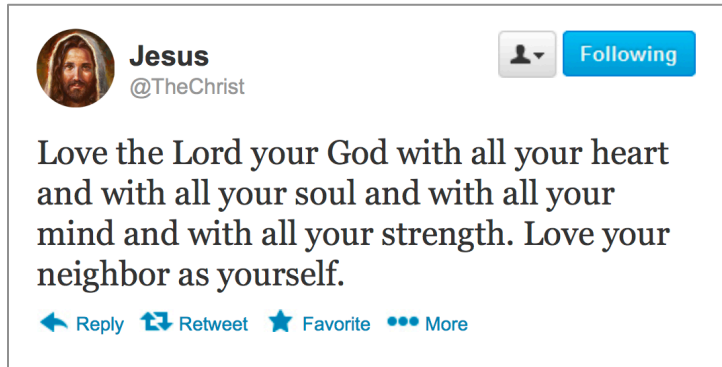 Jesus
@TheChrist
Following
Love the Lord your God with all your heart
and with all your soul and with all your
mind and with all your strength. Love your
neighbor as yourself.
Reply Retweet Favorite More